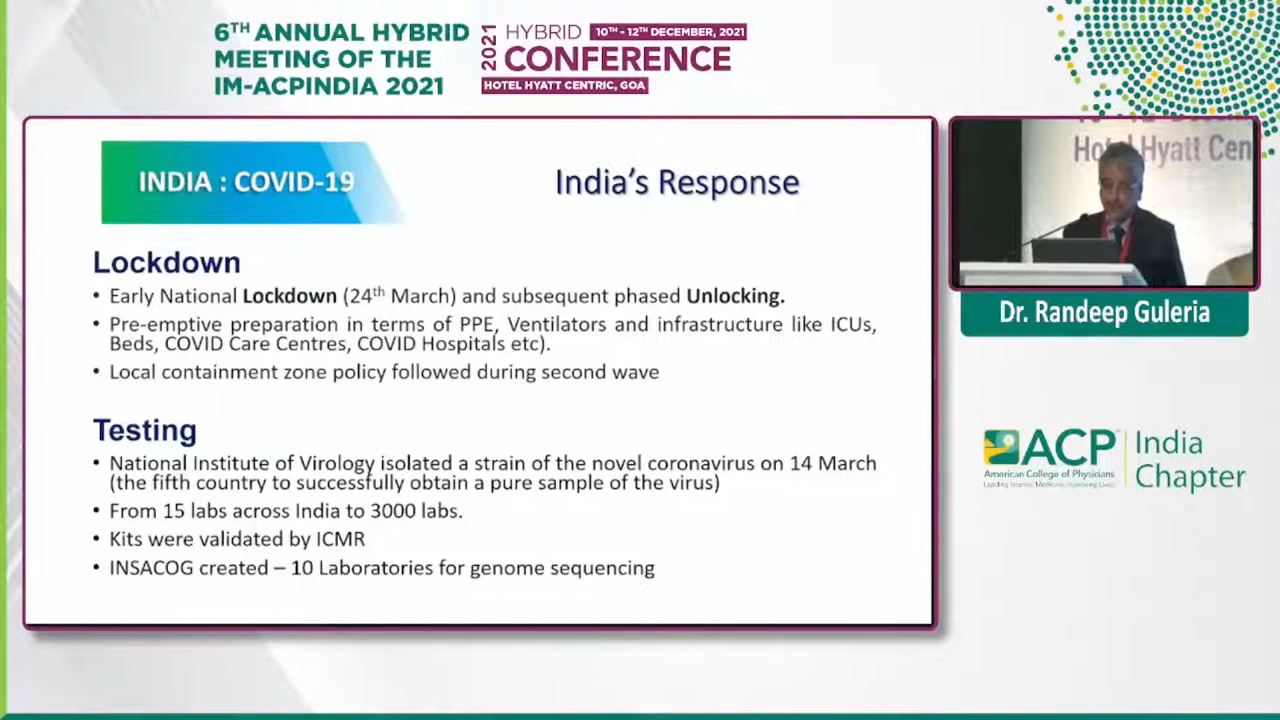 6TH ANNUAL HYBRID
MEETING OF THE
IM-ACPINDIA 2021
2021
HYBRID 10TH - 12TH DECEMBER, 2021
CONFERENCE
HOTEL HYATT CENTRIC, GOA
INDIA : COVID-19
India's Response
Lockdown
• Early National Lockdown (24th March) and subsequent phased Unlocking.
• Pre-emptive preparation in terms of PPE, Ventilators and infrastructure like ICUs,
Beds, COVID Care Centres, COVID Hospitals etc).
• Local containment zone policy followed during second wave
Testing
• National Institute of Virology isolated a strain of the novel coronavirus on 14 March
(the fifth country to successfully obtain a pure sample of the virus)
• From 15 labs across India to 3000 labs.
• Kits were validated by ICMR
• INSACOG created – 10 Laboratories for genome sequencing
Hotel Hyatt Cen
Dr. Randeep Guleria
ACP
American College of Physicians
Leading Internal Medicine, Improving Lives
India
Chapter